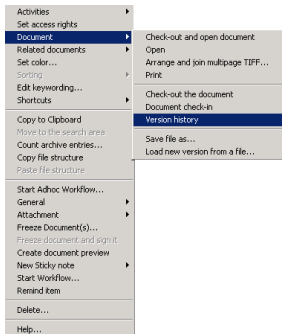 Activities
Set access rights
Document
Related documents
Set color...
Sorting
Edit keywording...
Shortcuts
Copy to Clipboard
Move to the search area
Count archive entries...
Copy file structure
Paste file structure
Start Adhoc Workflow...
General
Attachment
Freeze Document(s)...
Freeze document and sign it
Create document preview
New Sticky note
Start Workflow...
Remind item
Delete...
Help...
Check-out and open document
Open
Arrange and join multipage TIFF...
Print
Check-out the document
Document check-in
Version history
Save file as...
Load new version from a file...